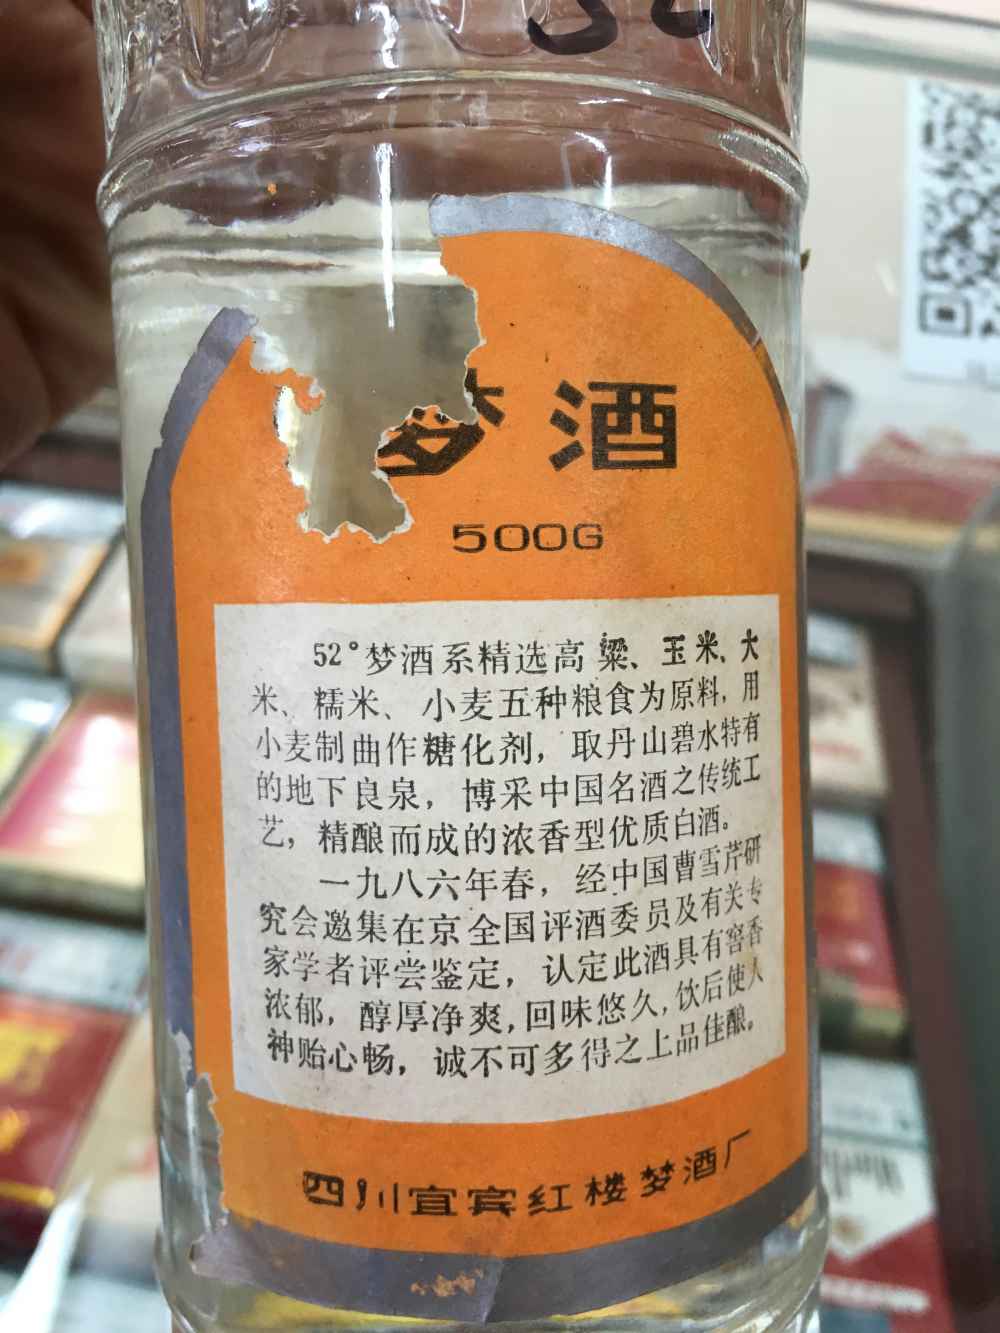 梦酒
500G
52°梦酒系精选高粱、玉米、大
米、糯米、小麦五种粮食为原料，用
小麦制曲作糖化剂，取丹山碧水特有
的地下良泉，博采中国名酒之传统工
艺，精酿而成的浓香型优质白酒。
一九八六年春，经中国曹雪芹研
究会邀集在京全国评酒委员及有关专
家学者评尝鉴定，认定此酒具有窖香
浓郁，醇厚净爽，回味悠久，饮后使人
神贻心畅，诚不可多得之上品佳酿。
四川宜宾红楼梦酒厂